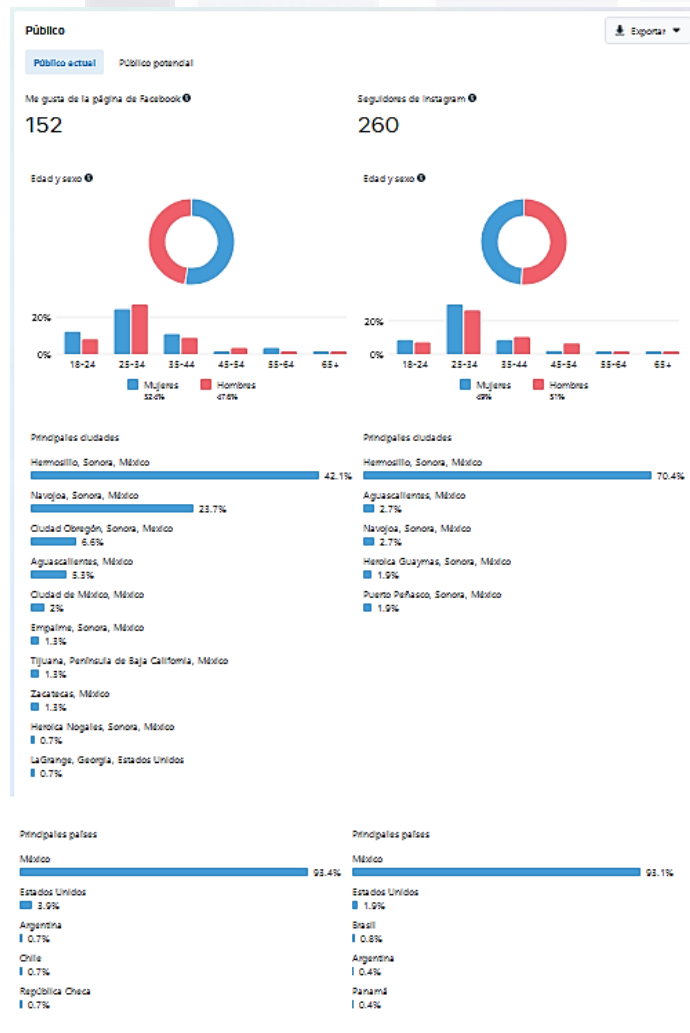 Público
Exportar
Público actual Público potencial
Me gusta de la página de Facebook
152
Seguidores de Instagram
260
Edad y sexo
20%
0%
18-24 25-34 35-44 45-54 55-64 65+
Mujeres Hombres
52.4% 47.6%
Edad y sexo
20%
0%
18-24 25-34 35-44 45-54 55-64 65+
Mujeres Hombres
49% 51%
Principales ciudades
Hermosillo, Sonora, México
42.1%
Navojoa, Sonora, México
23.7%
Ciudad Obregón, Sonora, México
6.6%
Aguascalientes, México
5.3%
Ciudad de México, México
2%
Empalme, Sonora, México
1.3%
Tijuana, Península de Baja California, México
1.3%
Zacatecas, México
1.3%
Heroica Nogales, Sonora, México
0.7%
LaGrange, Georgia, Estados Unidos
0.7%
Principales ciudades
Hermosillo, Sonora, México
70.4%
Aguascalientes, México
2.7%
Navojoa, Sonora, México
2.7%
Heroica Guaymas, Sonora, México
1.9%
Puerto Peñasco, Sonora, México
1.9%
Principales países
México
93.4%
Estados Unidos
3.9%
Argentina
0.7%
Chile
0.7%
República Checa
0.7%
Principales países
México
93.1%
Estados Unidos
1.9%
Brasil
0.8%
Argentina
0.4%
Panamá
0.4%